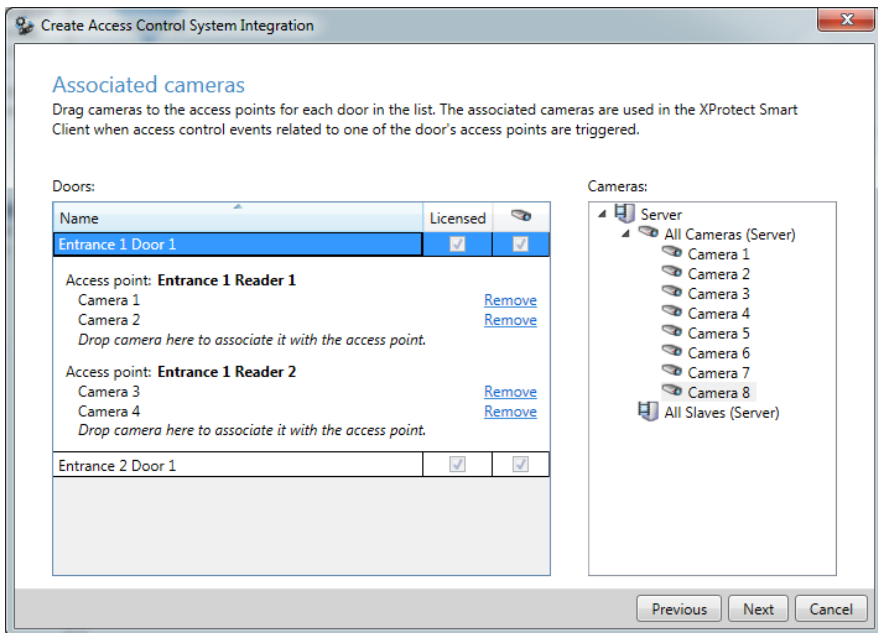 Create Access Control System Integration
Associated cameras
Drag cameras to the access points for each door in the list. The associated cameras are used in the XProtect Smart
Client when access control events related to one of the door's access points are triggered.
Doors:
Name Licensed
Entrance 1 Door 1
Access point: Entrance 1 Reader 1
Camera 1 Remove
Camera 2 Remove
Drop camera here to associate it with the access point.
Access point: Entrance 1 Reader 2
Camera 3 Remove
Camera 4 Remove
Drop camera here to associate it with the access point.
Entrance 2 Door 1
Cameras:
Server
All Cameras (Server)
Camera 1
Camera 2
Camera 3
Camera 4
Camera 5
Camera 6
Camera 7
Camera 8
All Slaves (Server)
Previous Next Cancel